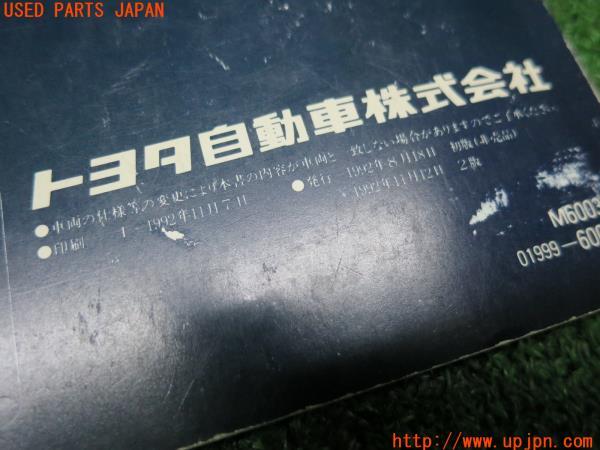 USED PARTS JAPAN
トヨタ自動車株式会社
●車両の仕様等の変更により本書の内容が車両と 致しない場合がありますのでご了承ください。
●印刷 1992年11月7日 ●発行 1992年8月18日 初版(非売品)
1992年11月12日 2版
M6003
01999-600
http://www.upjpn.com/